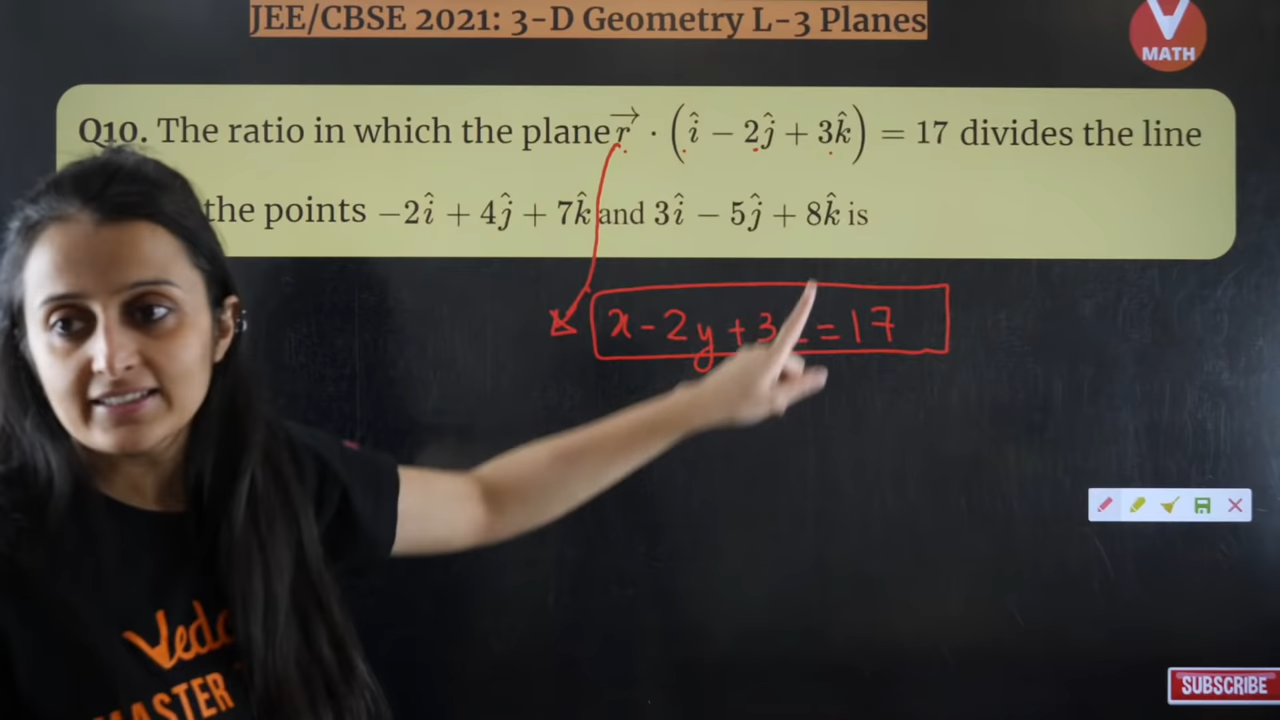 JEE/CBSE 2021: 3-D Geometry L-3 Planes
MATH
Q10. The ratio in which the plane r⃗ · (î − 2ĵ + 3k̂) = 17 divides the line
the points −2î + 4ĵ + 7k̂ and 3î − 5ĵ + 8k̂ is
x - 2y + 3 = 17
MASTER
SUBSCRIBE